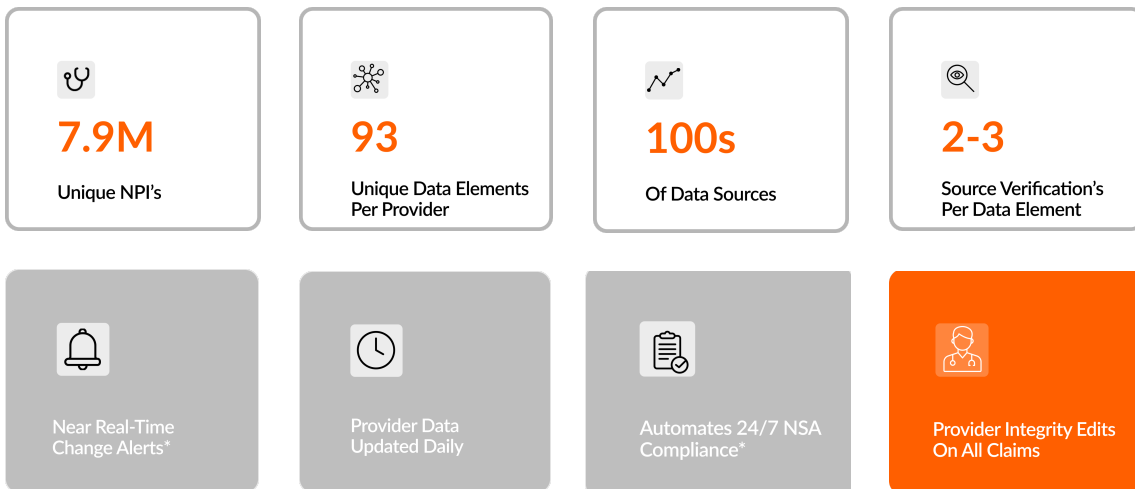 7.9M
Unique NPI's
93
Unique Data Elements
Per Provider
100s
Of Data Sources
2-3
Source Verification's
Per Data Element
Near Real-Time
Change Alerts*
Provider Data
Updated Daily
Automates 24/7 NSA
Compliance*
Provider Integrity Edits
On All Claims